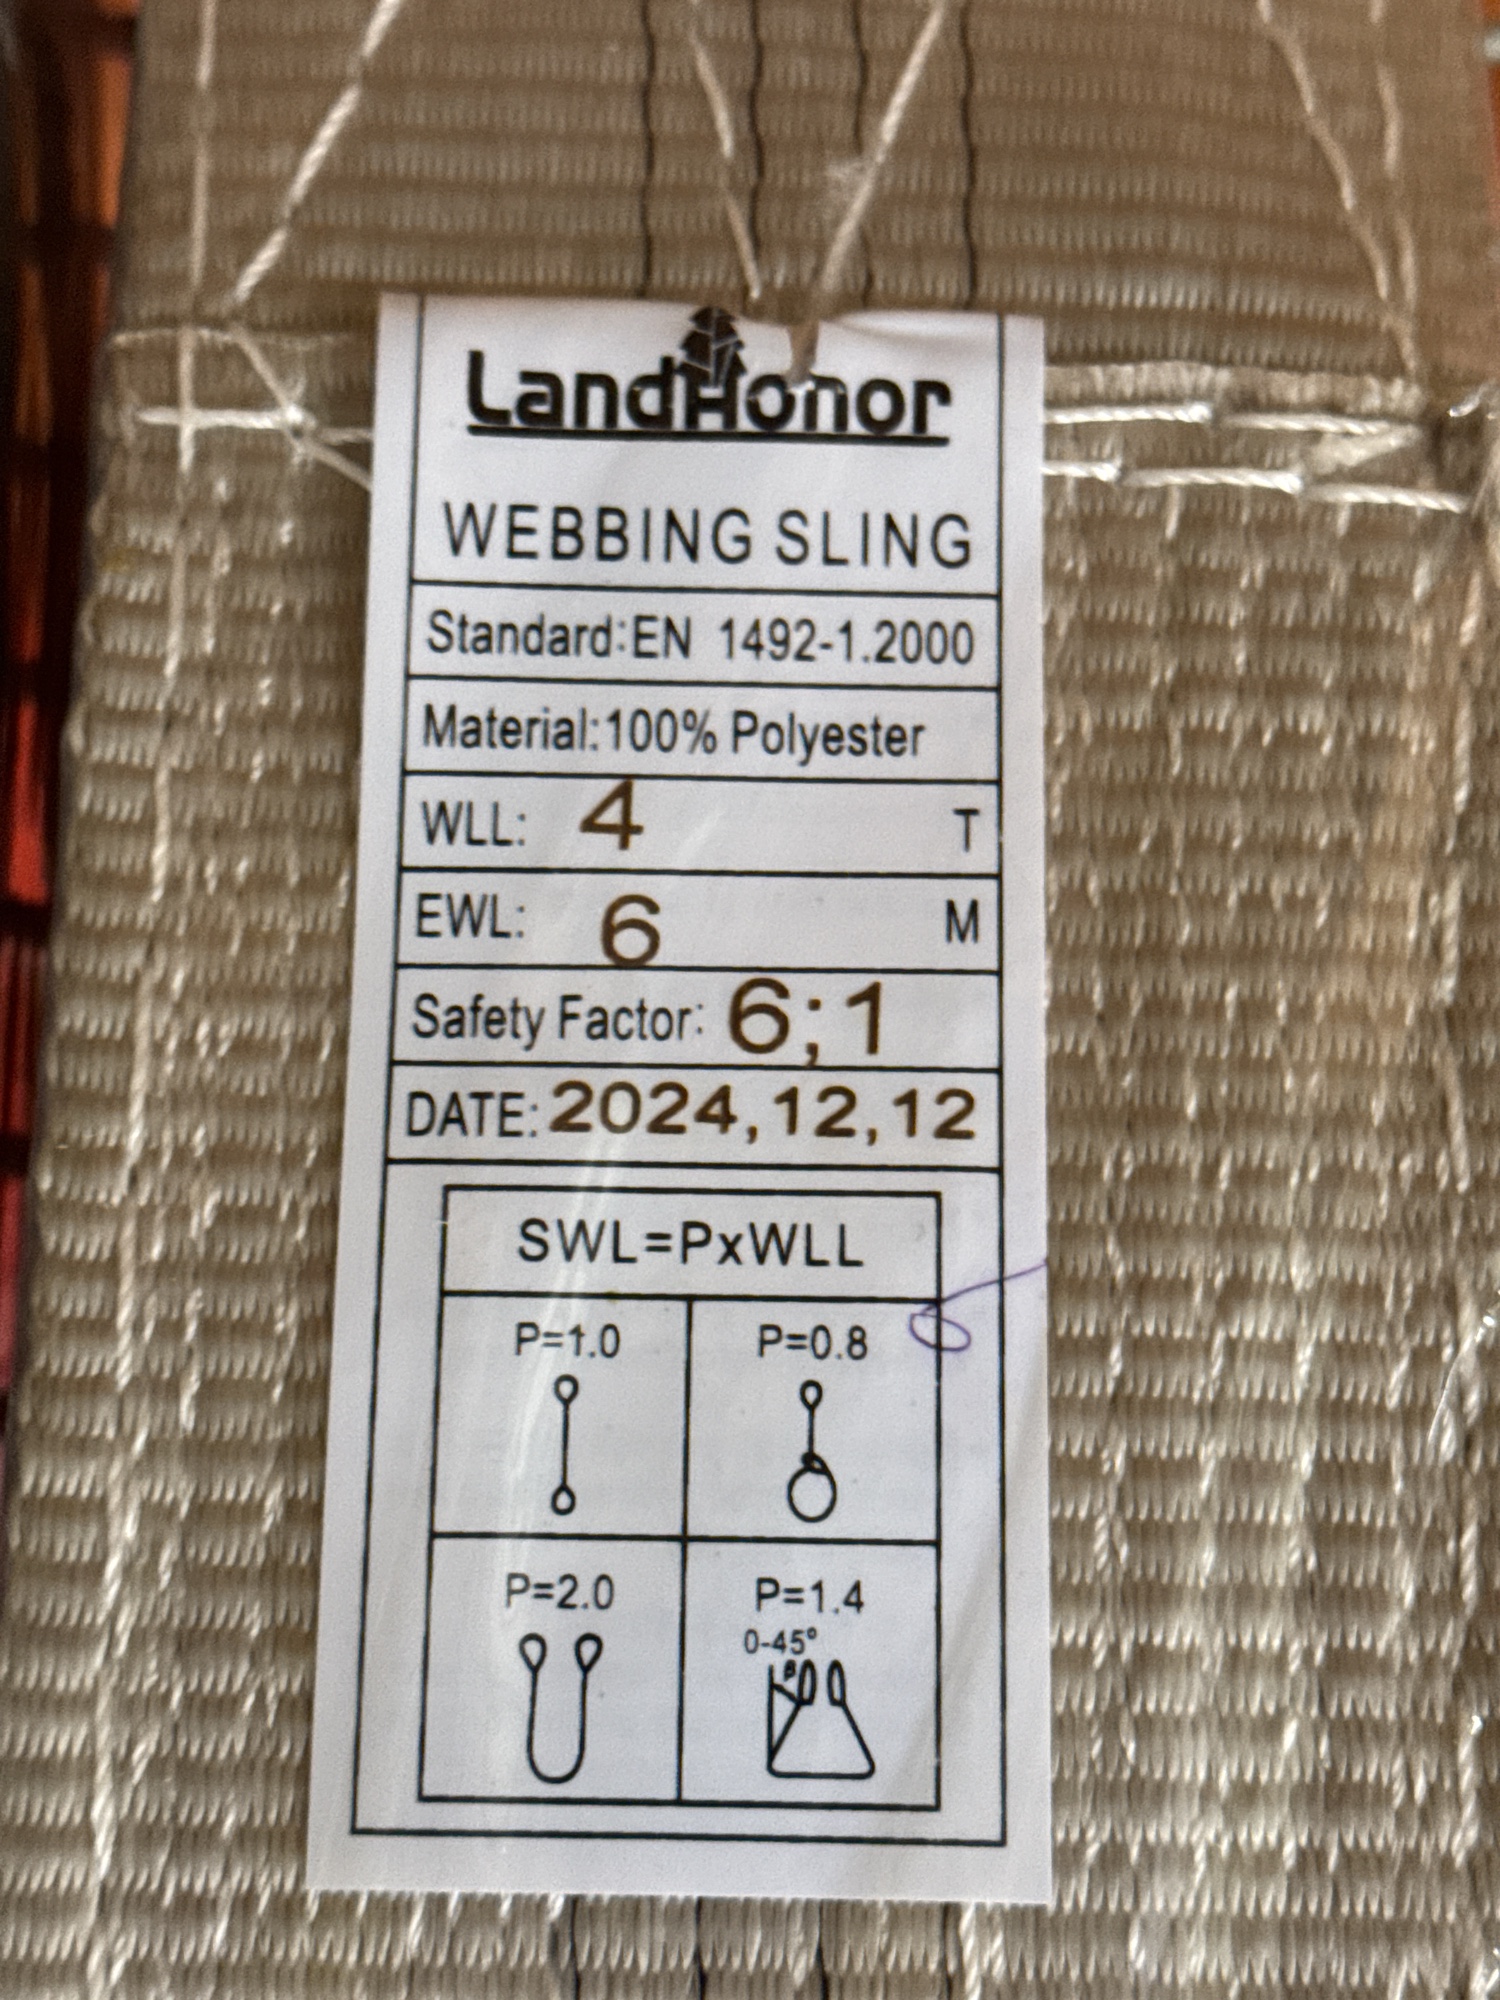 LandHonor
WEBBING SLING
Standard:EN 1492-1.2000
Material:100% Polyester
WLL: 4 T
EWL: 6 M
Safety Factor: 6;1
DATE:2024,12,12
SWL=PxWLL
P=1.0 P=0.8
P=2.0 P=1.4
0-45°
β